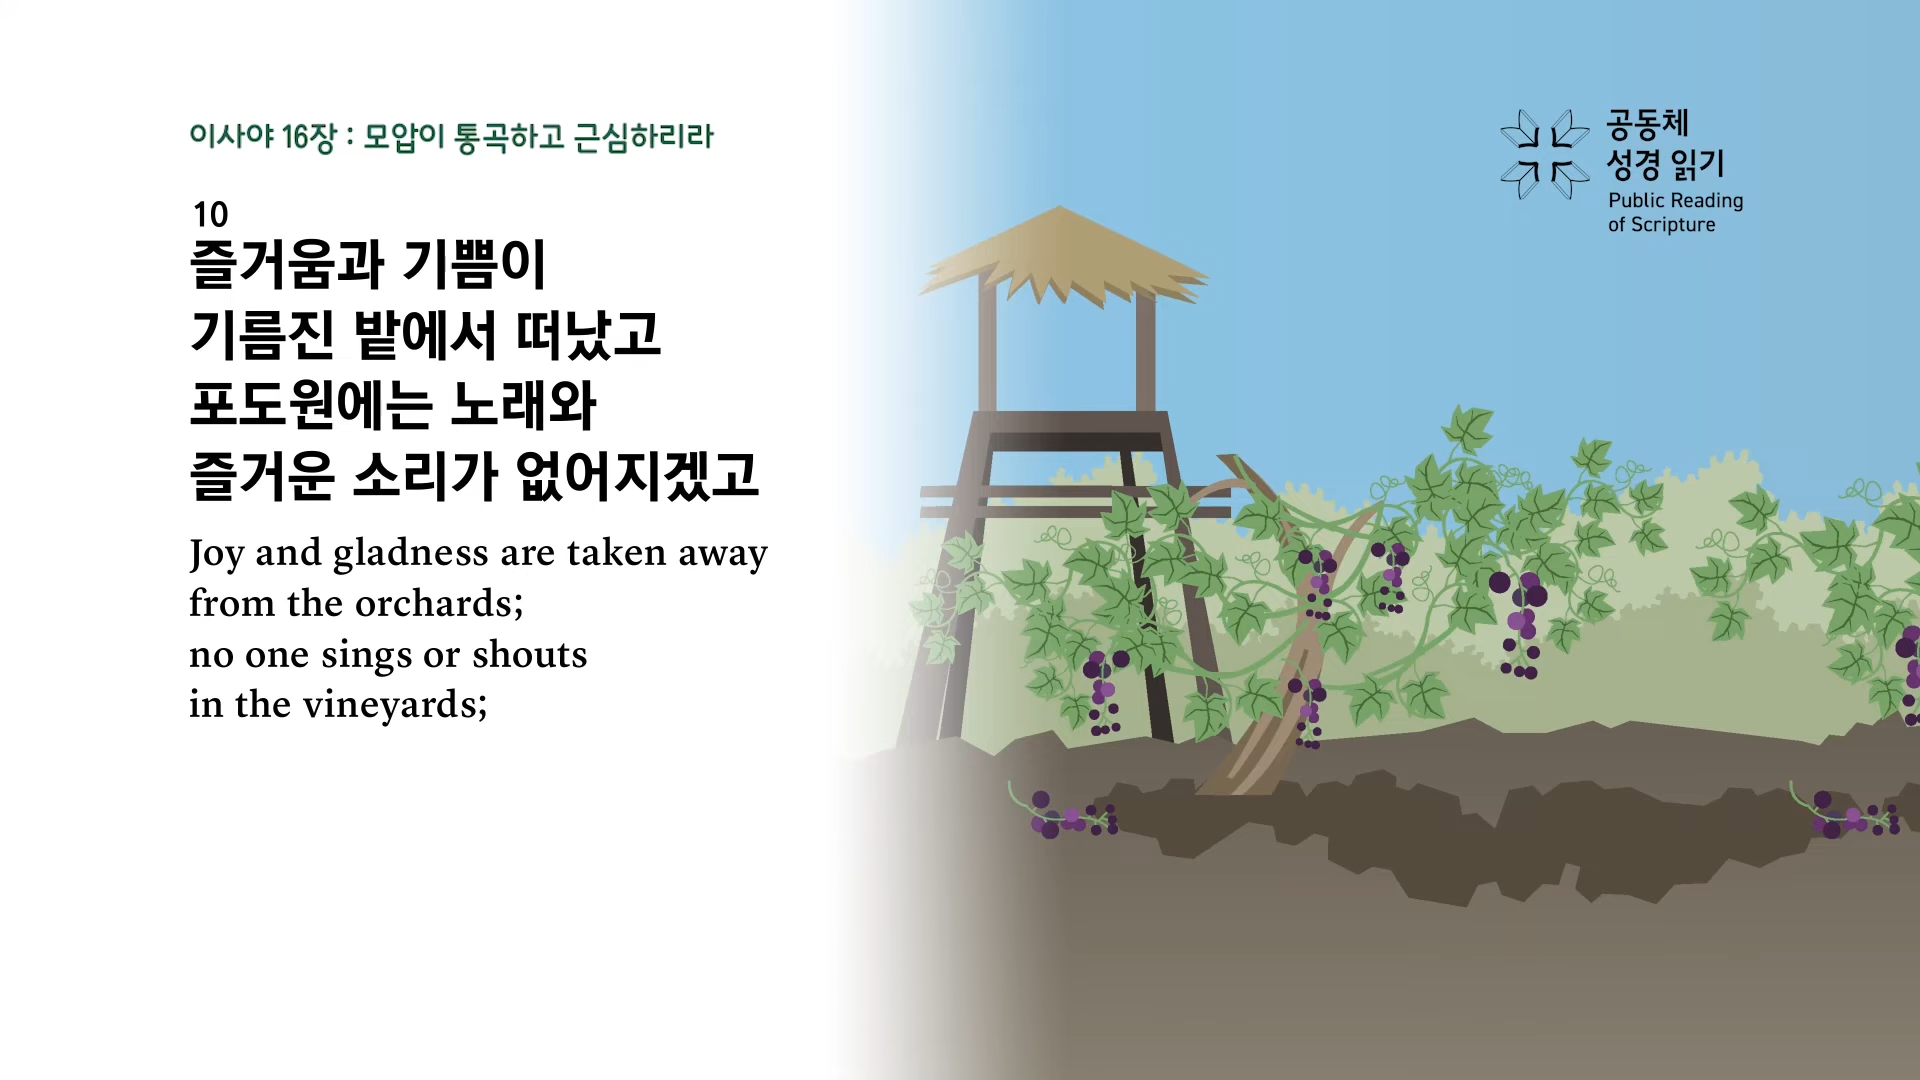 이사야 16장 : 모압이 통곡하고 근심하리라
10
즐거움과 기쁨이
기름진 밭에서 떠났고
포도원에는 노래와
즐거운 소리가 없어지겠고
Joy and gladness are taken away
from the orchards;
no one sings or shouts
in the vineyards;
공동체
성경 읽기
Public Reading
of Scripture